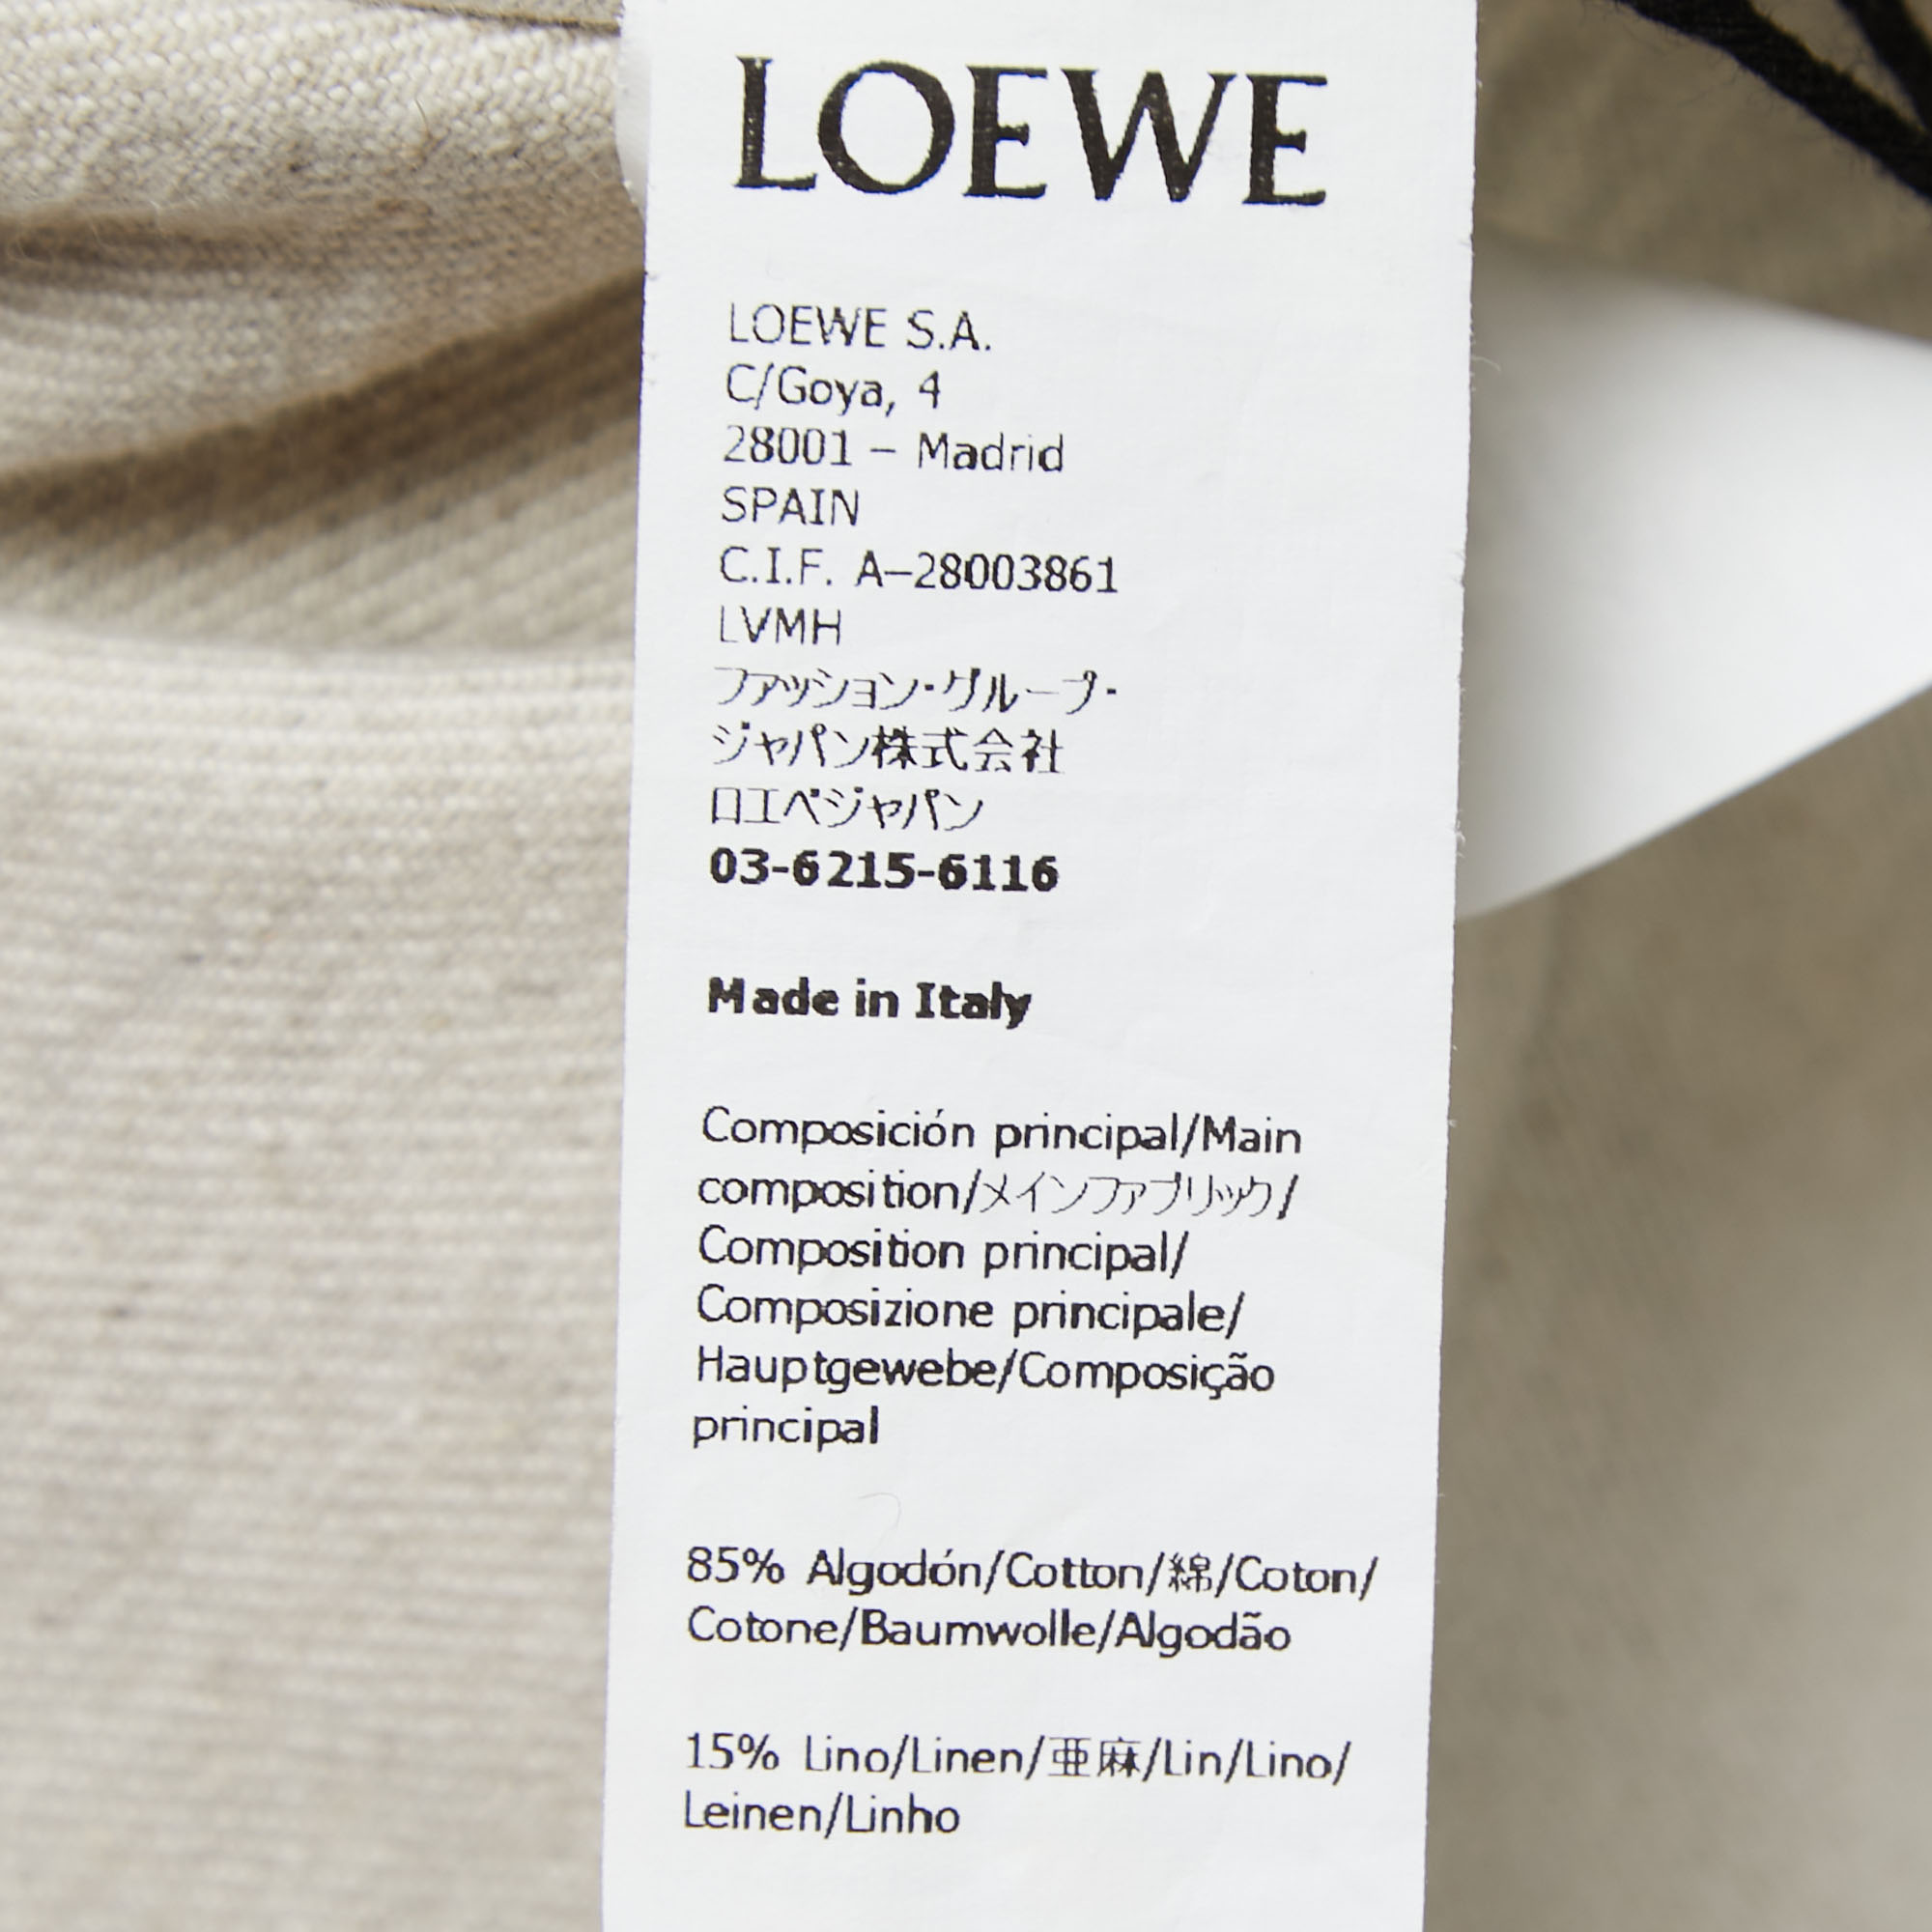 LOEWE
LOEWE S.A.
C/Goya, 4
28001 – Madrid
SPAIN
C.I.F. A–28003861
LVMH
ファッション・グループ・
ジャパン株式会社
ロエベジャパン
03-6215-6116
Made in Italy
Composición principal/Main
composition/メインファブリック/
Composition principal/
Composizione principale/
Hauptgewebe/Composição
principal
85% Algodón/Cotton/綿/Coton/
Cotone/Baumwolle/Algodão
15% Lino/Linen/亜麻/Lin/Lino/
Leinen/Linho